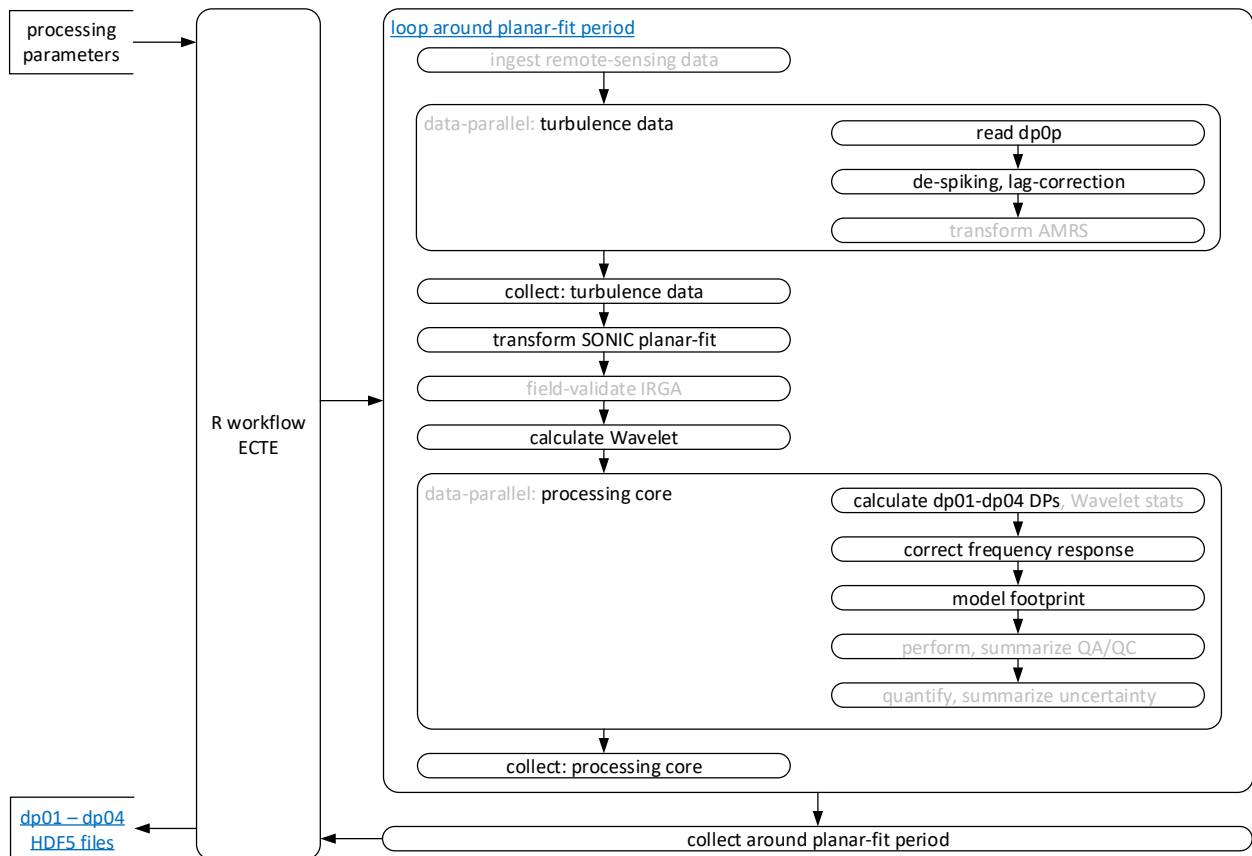 processing
parameters
R workflow
ECTE
loop around planar-fit period
ingest remote-sensing data
data-parallel: turbulence data
read dp0p
de-spiking, lag-correction
transform AMRS
collect: turbulence data
transform SONIC planar-fit
field-validate IRGA
calculate Wavelet
data-parallel: processing core
calculate dp01-dp04 DPs, Wavelet stats
correct frequency response
model footprint
perform, summarize QA/QC
quantify, summarize uncertainty
collect: processing core
collect around planar-fit period
dp01 – dp04
HDF5 files